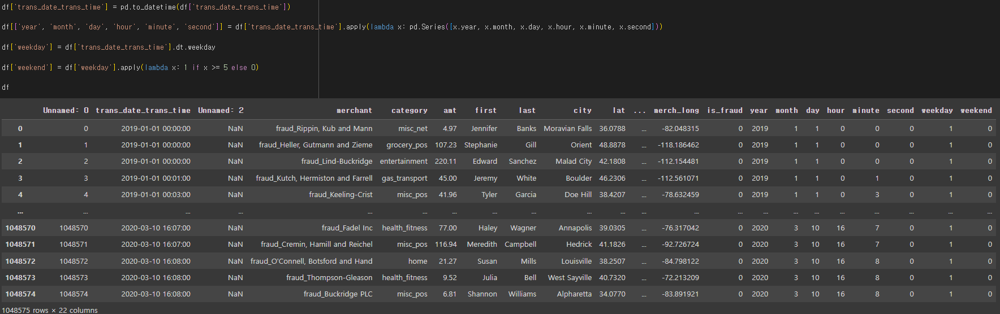 df['trans_date_trans_time'] = pd.to_datetime(df['trans_date_trans_time'])
df[['year', 'month', 'day', 'hour', 'minute', 'second']] = df['trans_date_trans_time'].apply(lambda x: pd.Series([x.year, x.month, x.day, x.hour, x.minute, x.second]))
df['weekday'] = df['trans_date_trans_time'].dt.weekday
df['weekend'] = df['weekday'].apply(lambda x: 1 if x >= 5 else 0)
df
Unnamed: 0 trans_date_trans_time Unnamed: 2 merchant category amt first last city lat ... merch_long is_fraud year month day hour minute second weekday weekend
0 0 2019-01-01 00:00:00 NaN fraud_Rippin, Kub and Mann misc_net 4.97 Jennifer Banks Moravian Falls 36.0788 ... -82.048315 0 2019 1 1 0 0 0 1 0
1 1 2019-01-01 00:00:00 NaN fraud_Heller, Gutmann and Zieme grocery_pos 107.23 Stephanie Gill Orient 48.8878 ... -118.186462 0 2019 1 1 0 0 0 1 0
2 2 2019-01-01 00:00:00 NaN fraud_Lind-Buckridge entertainment 220.11 Edward Sanchez Malad City 42.1808 ... -112.154481 0 2019 1 1 0 0 0 1 0
3 3 2019-01-01 00:01:00 NaN fraud_Kutch, Hermiston and Farrell gas_transport 45.00 Jeremy White Boulder 46.2306 ... -112.561071 0 2019 1 1 0 1 0 1 0
4 4 2019-01-01 00:03:00 NaN fraud_Keeling-Crist misc_pos 41.96 Tyler Garcia Doe Hill 38.4207 ... -78.632459 0 2019 1 1 0 3 0 1 0
... ... ... ... ... ... ... ... ... ... ... ... ... ... ... ... ... ... ... ... ... ...
1048570 1048570 2020-03-10 16:07:00 NaN fraud_Fadel Inc health_fitness 77.00 Haley Wagner Annapolis 39.0305 ... -76.317042 0 2020 3 10 16 7 0 1 0
1048571 1048571 2020-03-10 16:07:00 NaN fraud_Cremin, Hamill and Reichel misc_pos 116.94 Meredith Campbell Hedrick 41.1826 ... -92.726724 0 2020 3 10 16 7 0 1 0
1048572 1048572 2020-03-10 16:08:00 NaN fraud_O'Connell, Botsford and Hand home 21.27 Susan Mills Louisville 38.2507 ... -84.798122 0 2020 3 10 16 8 0 1 0
1048573 1048573 2020-03-10 16:08:00 NaN fraud_Thompson-Gleason health_fitness 9.52 Julia Bell West Sayville 40.7320 ... -72.213209 0 2020 3 10 16 8 0 1 0
1048574 1048574 2020-03-10 16:08:00 NaN fraud_Buckridge PLC misc_pos 6.81 Shannon Williams Alpharetta 34.0770 ... -83.891921 0 2020 3 10 16 8 0 1 0
1048575 rows × 22 columns